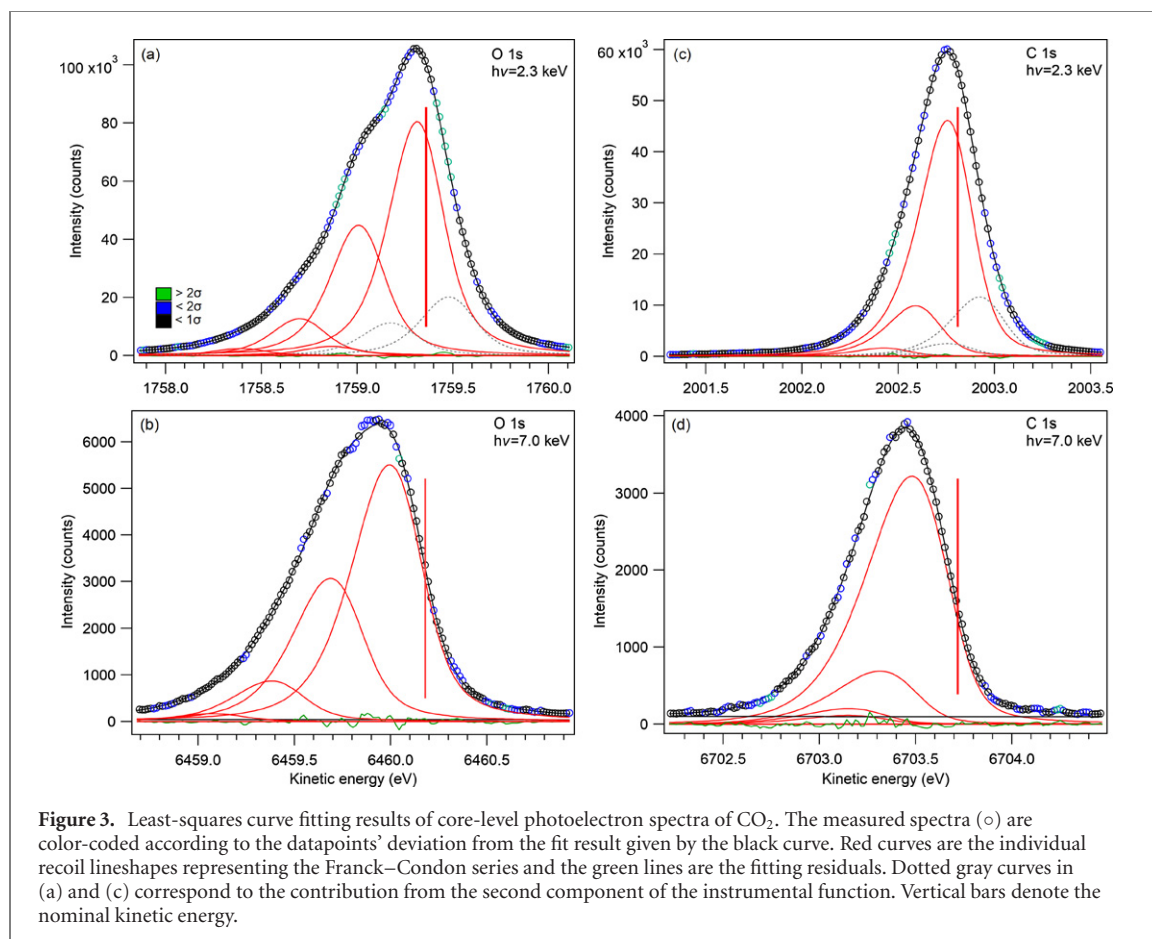 (a)
O 1s
hν=2.3 keV
100 x10³
80
60
40
20
0
Intensity (counts)
> 2σ
< 2σ
< 1σ
1758.0
1758.5
1759.0
1759.5
1760.0
(c)
C 1s
hν=2.3 keV
60 x10³
50
40
30
20
10
0
Intensity (counts)
2001.5
2002.0
2002.5
2003.0
2003.5
(b)
O 1s
hν=7.0 keV
6000
5000
4000
3000
2000
1000
0
Intensity (counts)
6459.0
6459.5
6460.0
6460.5
Kinetic energy (eV)
(d)
C 1s
hν=7.0 keV
4000
3000
2000
1000
0
Intensity (counts)
6702.5
6703.0
6703.5
6704.0
Kinetic energy (eV)
Figure 3. Least-squares curve fitting results of core-level photoelectron spectra of CO₂. The measured spectra (○) are
color-coded according to the datapoints' deviation from the fit result given by the black curve. Red curves are the individual
recoil lineshapes representing the Franck–Condon series and the green lines are the fitting residuals. Dotted gray curves in
(a) and (c) correspond to the contribution from the second component of the instrumental function. Vertical bars denote the
nominal kinetic energy.